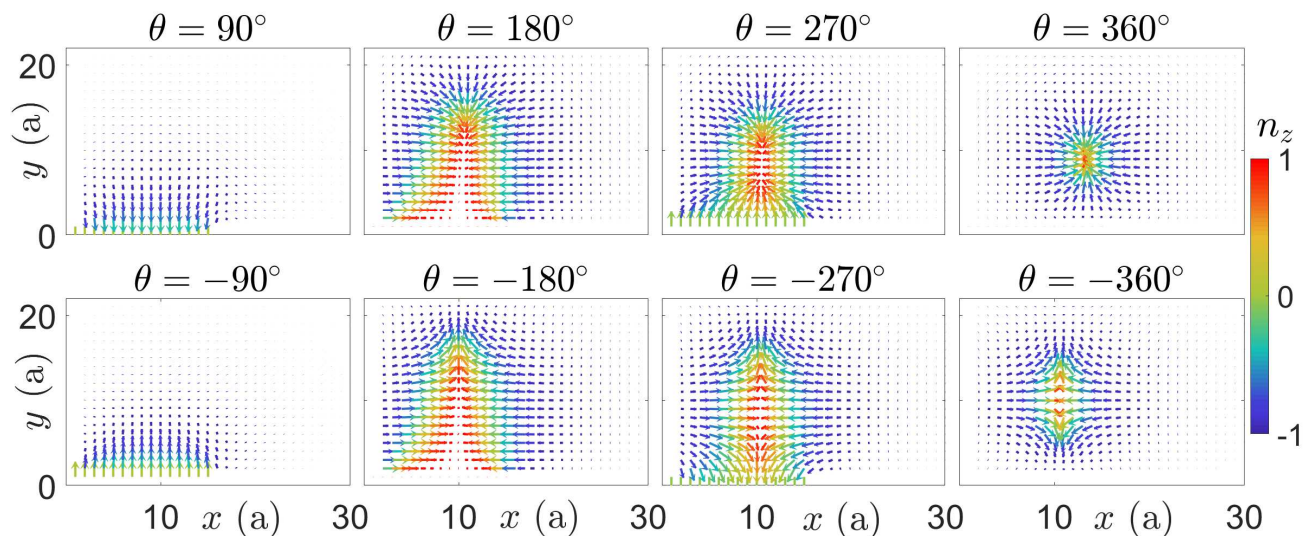 θ = 90° θ = 180° θ = 270° θ = 360°
20
y (a)
0
n_z
1
0
-1
θ = −90° θ = −180° θ = −270° θ = −360°
20
y (a)
0
10 x (a) 30 10 x (a) 30 10 x (a) 30 10 x (a) 30